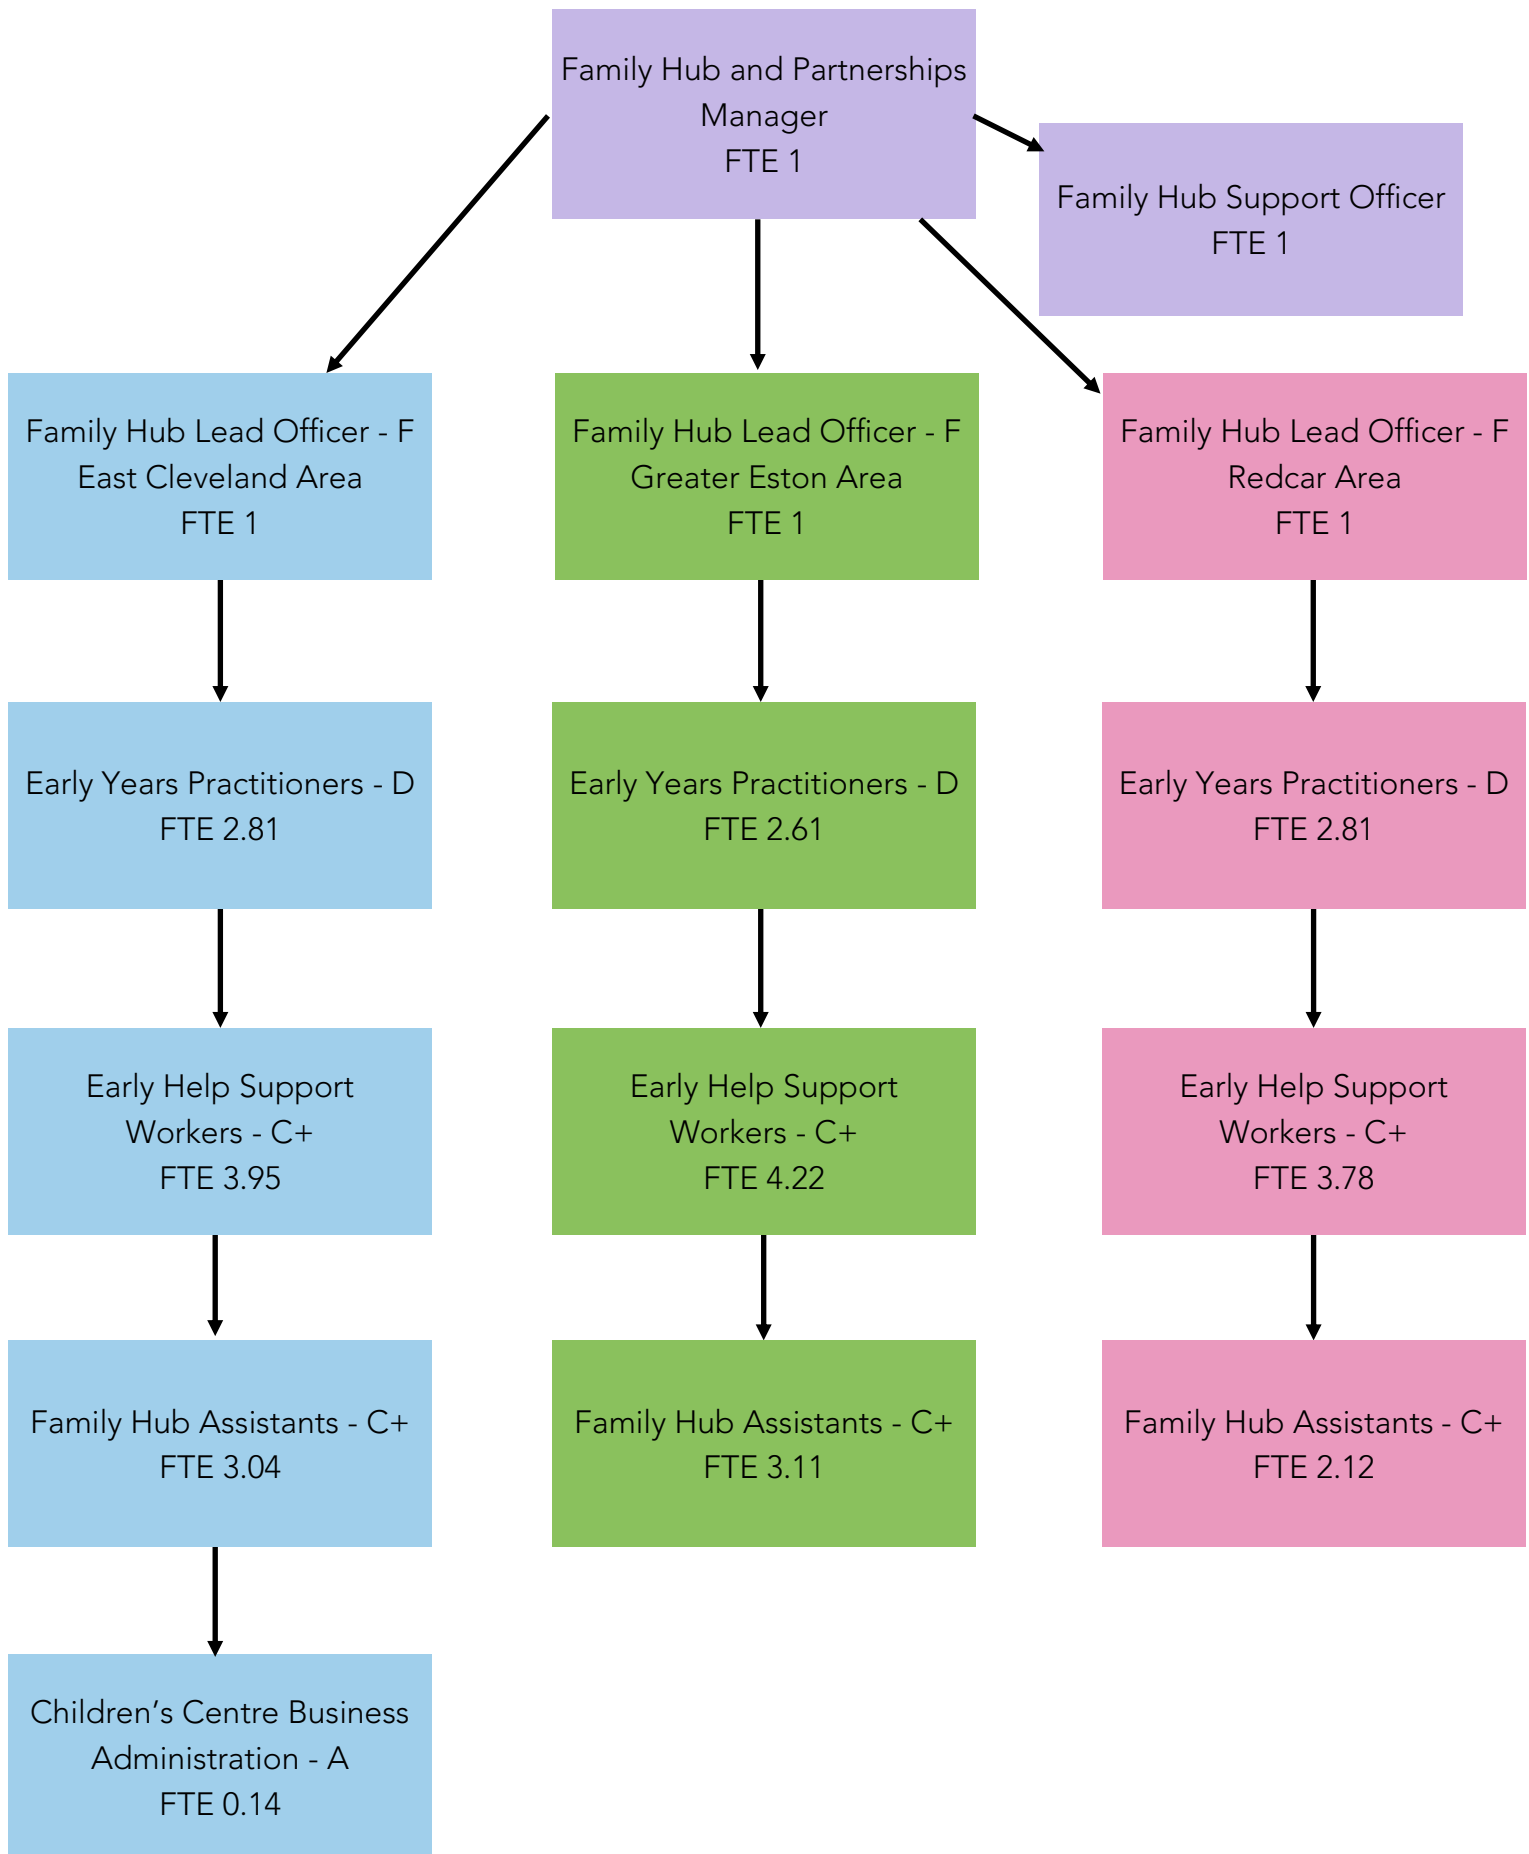 Family Hub and Partnerships
Manager
FTE 1
Family Hub Support Officer
FTE 1
Family Hub Lead Officer - F
East Cleveland Area
FTE 1
Family Hub Lead Officer - F
Greater Eston Area
FTE 1
Family Hub Lead Officer - F
Redcar Area
FTE 1
Early Years Practitioners - D
FTE 2.81
Early Years Practitioners - D
FTE 2.61
Early Years Practitioners - D
FTE 2.81
Early Help Support
Workers - C+
FTE 3.95
Early Help Support
Workers - C+
FTE 4.22
Early Help Support
Workers - C+
FTE 3.78
Family Hub Assistants - C+
FTE 3.04
Family Hub Assistants - C+
FTE 3.11
Family Hub Assistants - C+
FTE 2.12
Children’s Centre Business
Administration - A
FTE 0.14